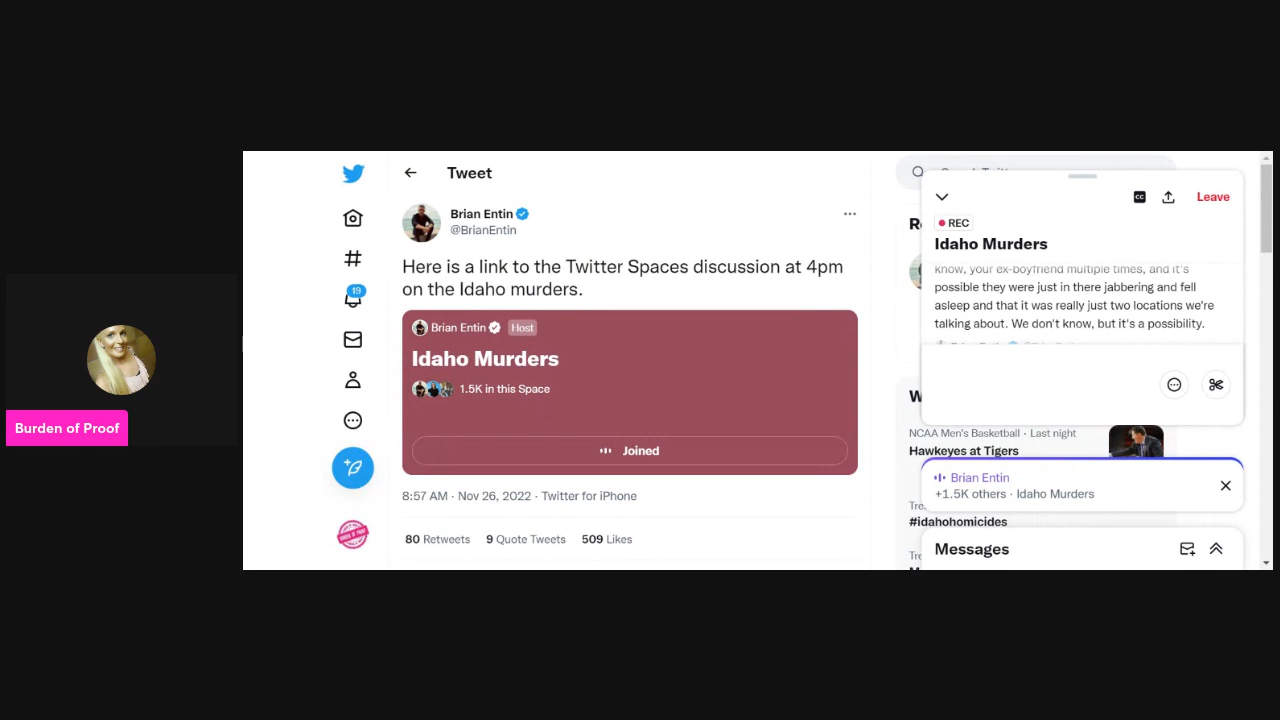 Burden of Proof
19
Tweet
Brian Entin
@BrianEntin
Here is a link to the Twitter Spaces discussion at 4pm
on the Idaho murders.
Brian Entin Host
Idaho Murders
1.5K in this Space
Joined
8:57 AM · Nov 26, 2022 · Twitter for iPhone
80 Retweets 9 Quote Tweets 509 Likes
CC
Leave
REC
Idaho Murders
know, your ex-boyfriend multiple times, and it's
possible they were just in there jabbering and fell
asleep and that it was really just two locations we're
talking about. We don't know, but it's a possibility.
NCAA Men's Basketball · Last night
Hawkeyes at Tigers
Brian Entin
+1.5K others · Idaho Murders
#idahohomicides
Messages